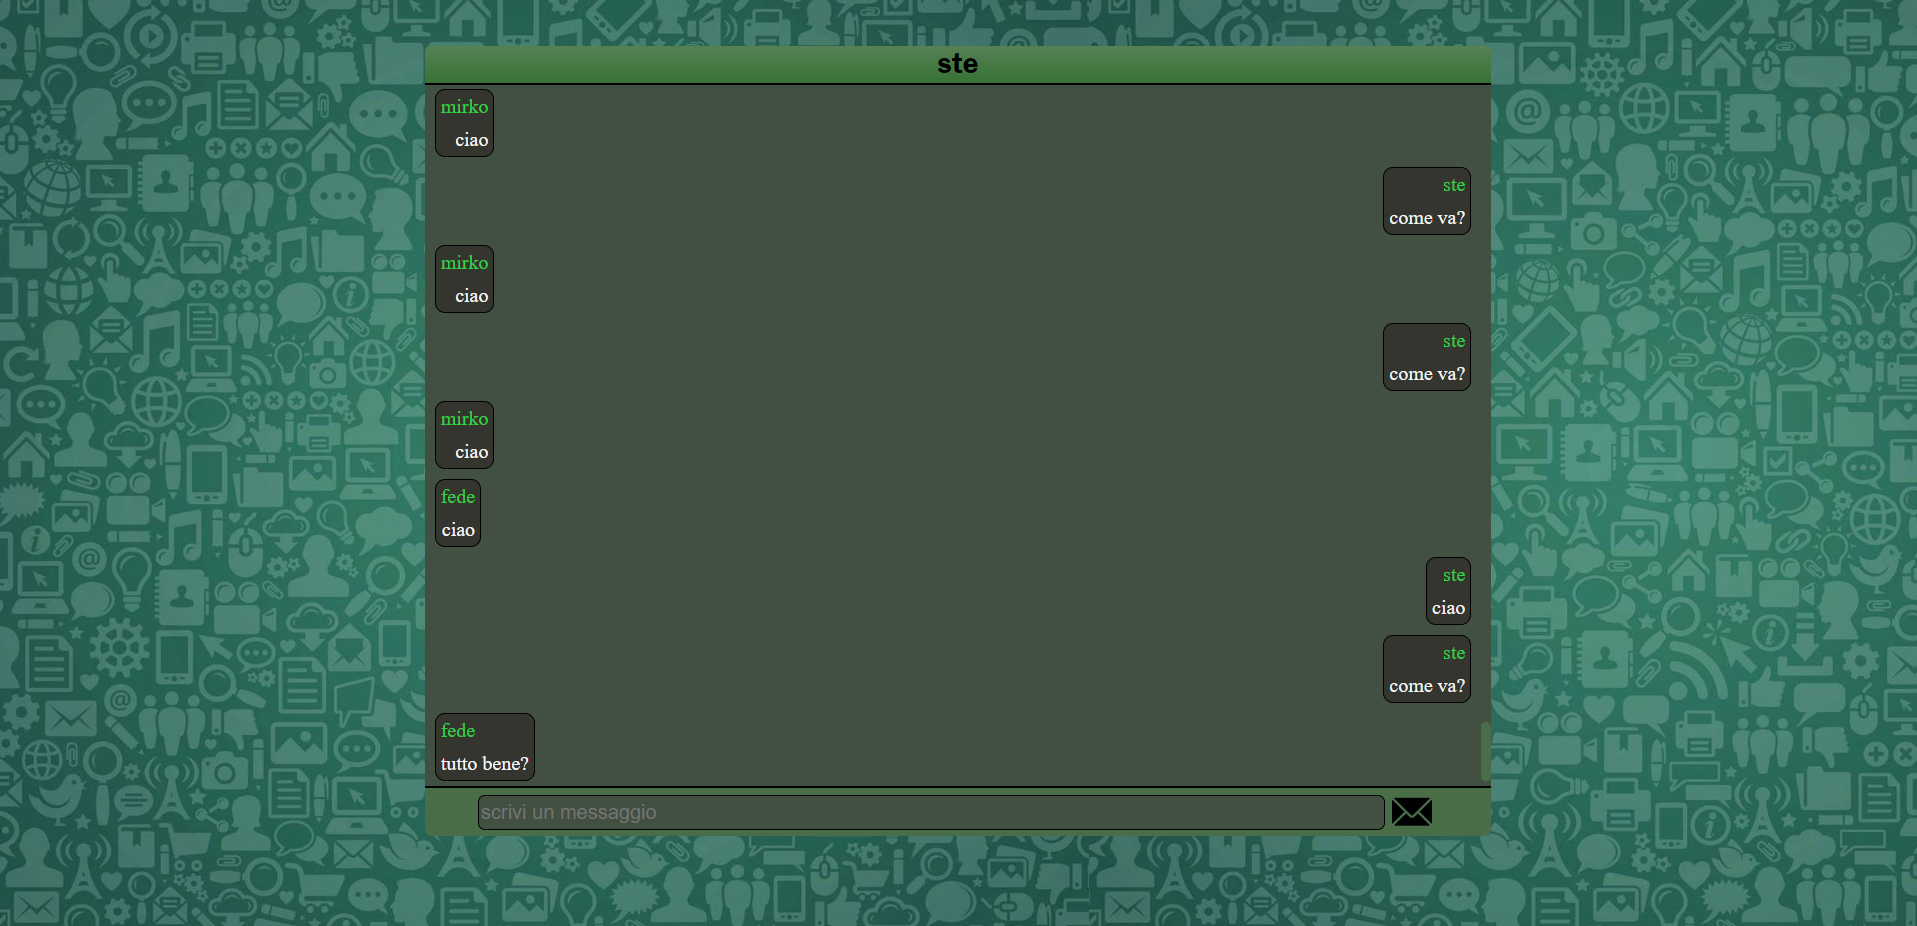 ste
mirko
ciao
ste
come va?
mirko
ciao
ste
come va?
mirko
ciao
fede
ciao
ste
ciao
ste
come va?
fede
tutto bene?
scrivi un messaggio